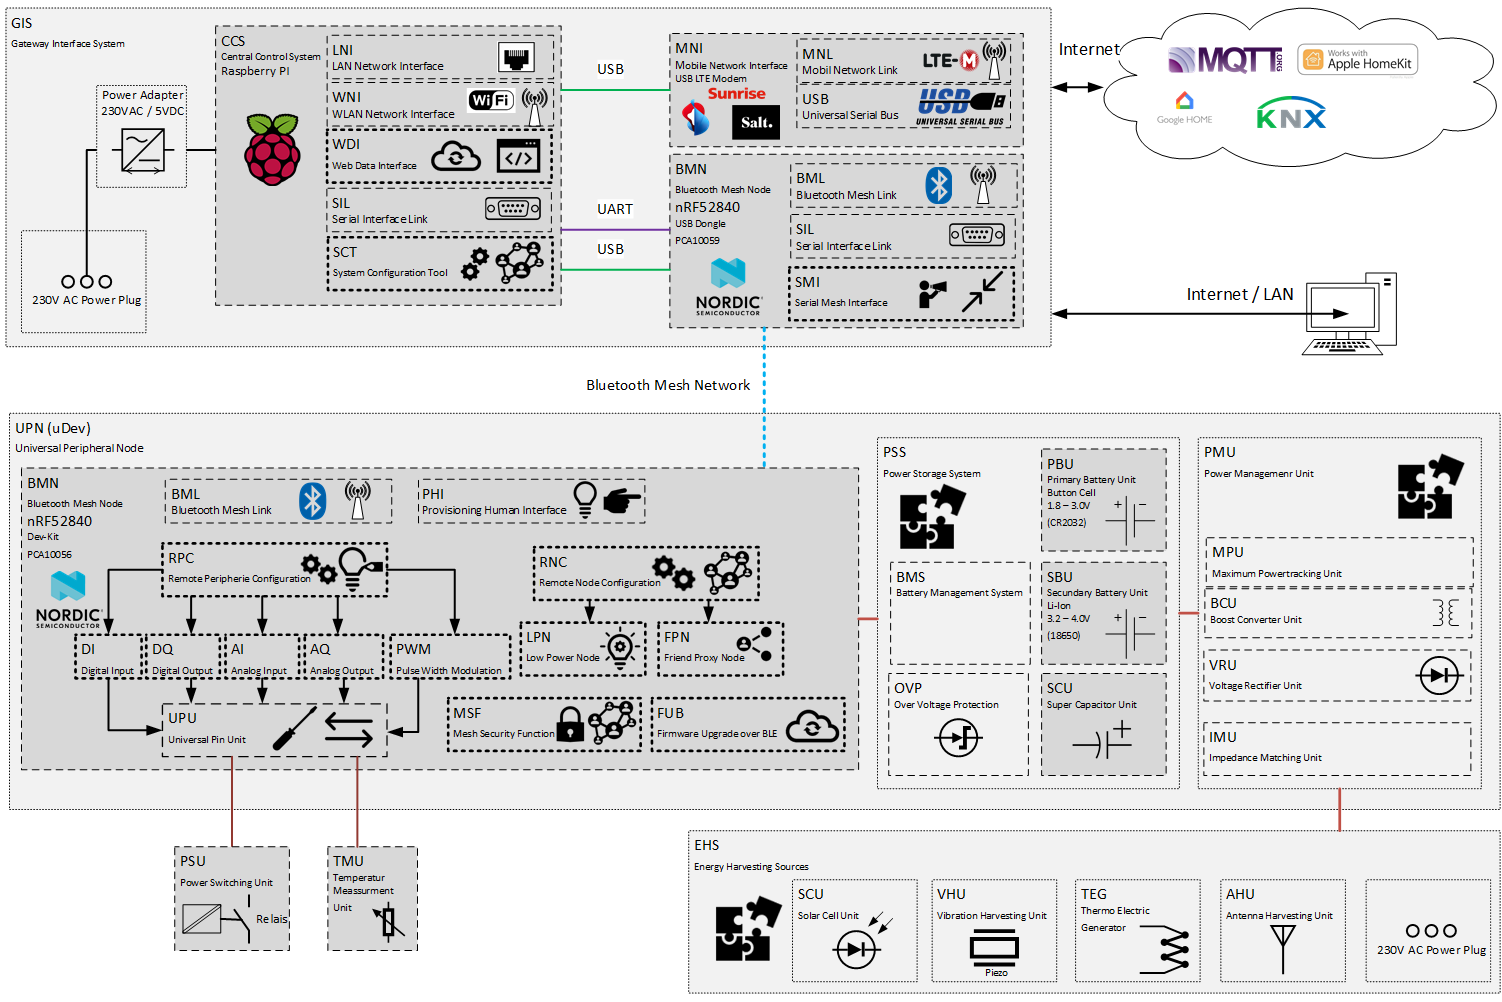 GIS
Gateway Interface System
Power Adapter
230VAC / 5VDC
230V AC Power Plug
CCS
Central Control System
Raspberry PI
LNI
LAN Network Interface
WNI
WLAN Network Interface
Wi Fi
WDI
Web Data Interface
SIL
Serial Interface Link
SCT
System Configuration Tool
USB
UART
USB
MNI
Mobile Network Interface
USB LTE Modem
Sunrise
Salt.
MNL
Mobil Network Link
LTE-M
USB
Universal Serial Bus
USB
UNIVERSAL SERIAL BUS
BMN
Bluetooth Mesh Node
nRF52840
USB Dongle
PCA10059
NORDIC
SEMICONDUCTOR
BML
Bluetooth Mesh Link
SIL
Serial Interface Link
SMI
Serial Mesh Interface
Internet
MQTT.ORG
Works with
Apple HomeKit
Google HOME
KNX
Internet / LAN
Bluetooth Mesh Network
UPN (uDev)
Universal Peripheral Node
BMN
Bluetooth Mesh Node
nRF52840
Dev-Kit
PCA10056
NORDIC
SEMICONDUCTOR
BML
Bluetooth Mesh Link
PHI
Provisioning Human Interface
RPC
Remote Peripherie Configuration
RNC
Remote Node Configuration
DI
Digital Input
DQ
Digital Output
AI
Analog Input
AQ
Analog Output
PWM
Pulse Width Modulation
LPN
Low Power Node
FPN
Friend Proxy Node
UPU
Universal Pin Unit
MSF
Mesh Security Function
FUB
Firmware Upgrade over BLE
PSS
Power Storage System
PBU
Primary Battery Unit
Button Cell
1.8 – 3.0V
(CR2032)
+ −
BMS
Battery Management System
SBU
Secundary Battery Unit
Li-Ion
3.2 – 4.0V
(18650)
+ −
OVP
Over Voltage Protection
SCU
Super Capacitor Unit
+
PMU
Power Managemenr Unit
MPU
Maximum Powertracking Unit
BCU
Boost Converter Unit
VRU
Voltage Rectifier Unit
IMU
Impedance Matching Unit
PSU
Power Switching Unit
Relais
TMU
Temperatur
Meassurment
Unit
EHS
Energy Harvesting Sources
SCU
Solar Cell Unit
VHU
Vibration Harvesting Unit
Piezo
TEG
Thermo Electric
Generator
AHU
Antenna Harvesting Unit
230V AC Power Plug